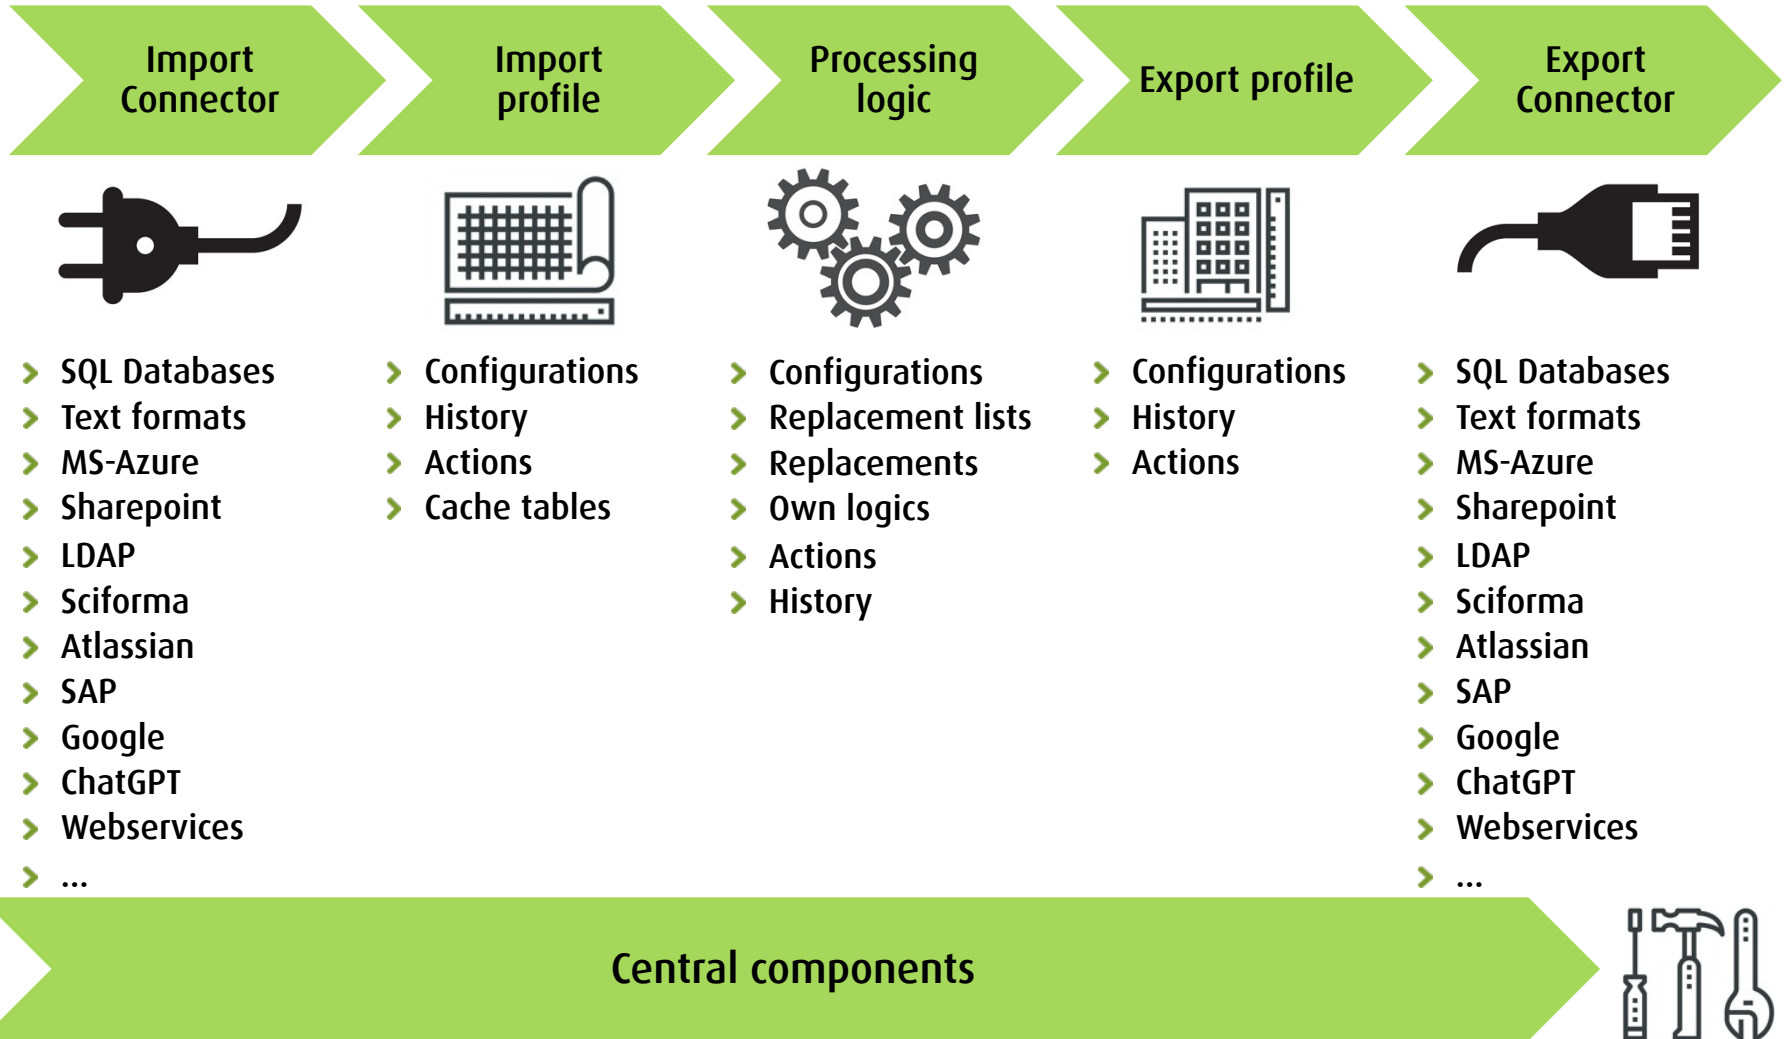 Import
Connector
Import
profile
Processing
logic
Export profile
Export
Connector
SQL Databases
Text formats
MS-Azure
Sharepoint
LDAP
Sciforma
Atlassian
SAP
Google
ChatGPT
Webservices
...
Configurations
History
Actions
Cache tables
Configurations
Replacement lists
Replacements
Own logics
Actions
History
Configurations
History
Actions
SQL Databases
Text formats
MS-Azure
Sharepoint
LDAP
Sciforma
Atlassian
SAP
Google
ChatGPT
Webservices
...
Central components